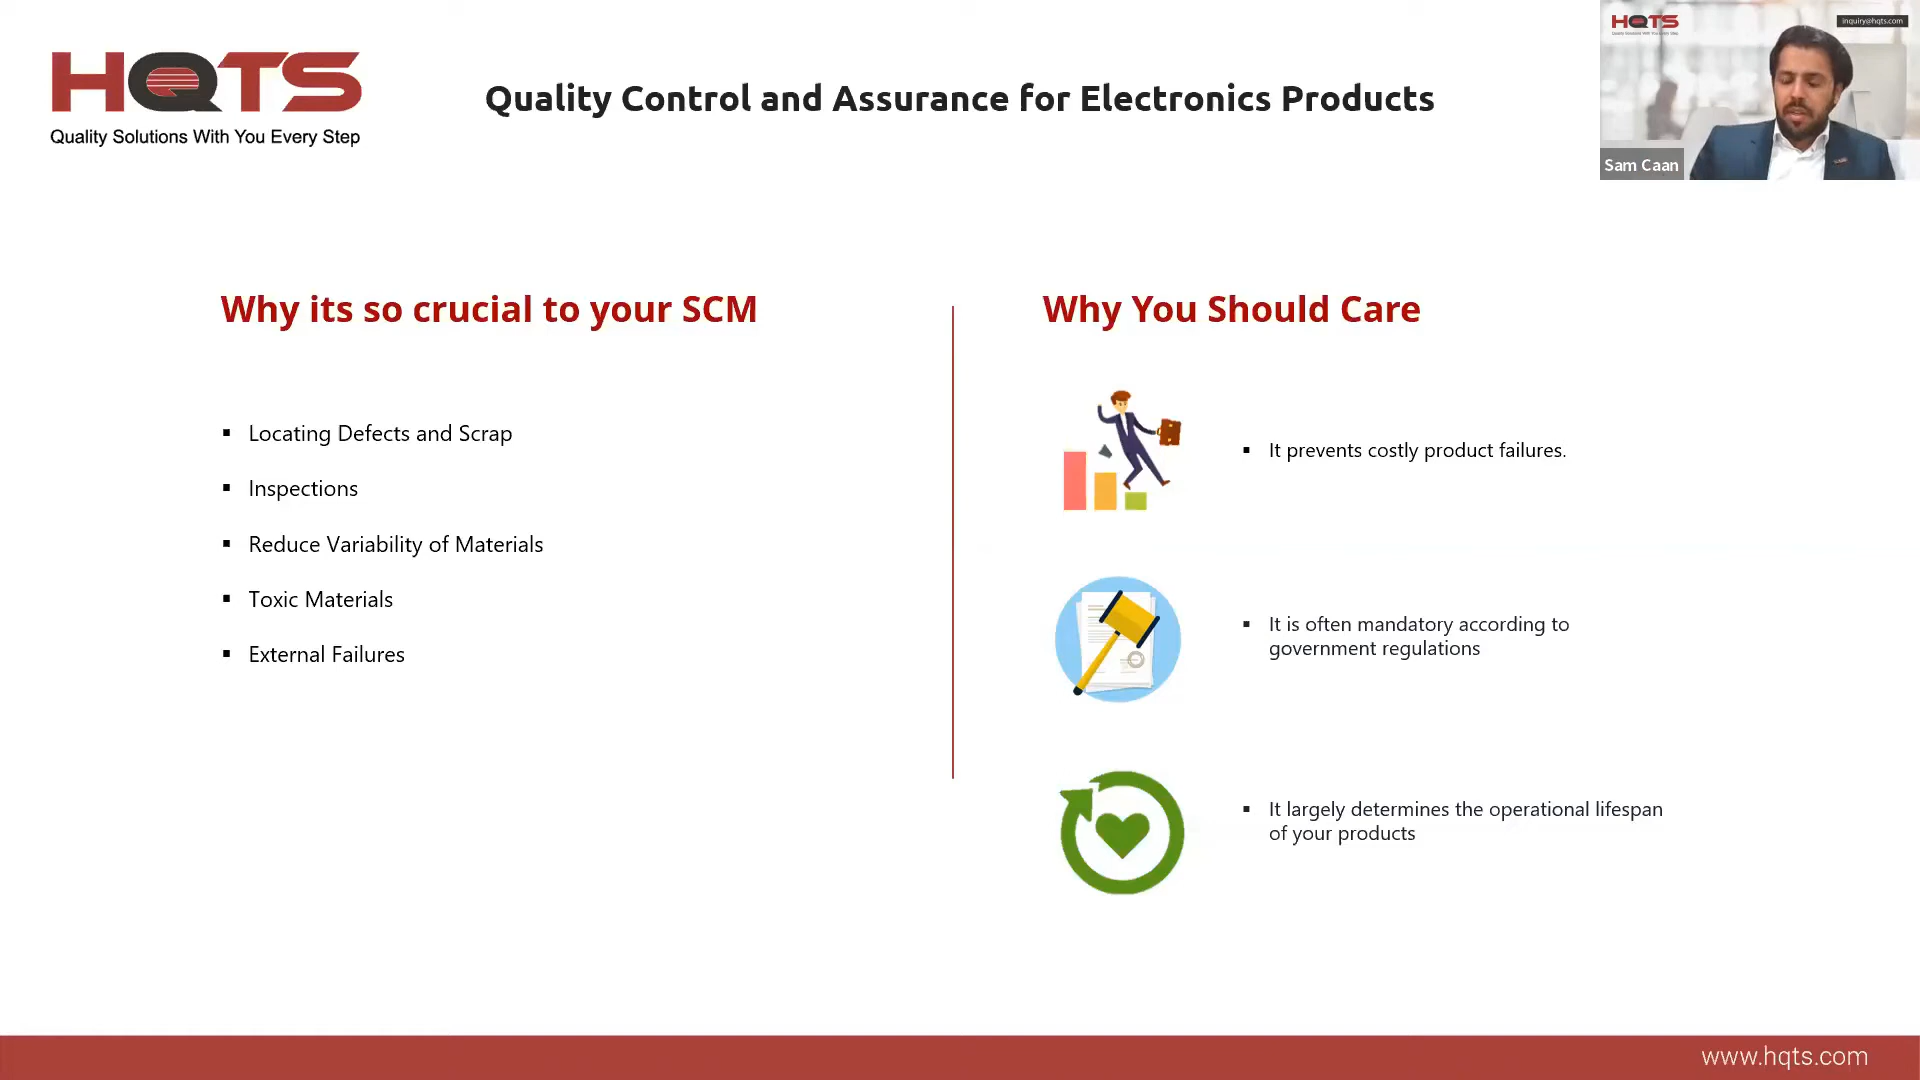 HQTS
Quality Solutions With You Every Step
Quality Control and Assurance for Electronics Products
HQTS
inquiry@hqts.com
Sam Caan
Why its so crucial to your SCM
▪ Locating Defects and Scrap
▪ Inspections
▪ Reduce Variability of Materials
▪ Toxic Materials
▪ External Failures
Why You Should Care
▪ It prevents costly product failures.
▪ It is often mandatory according to
government regulations
▪ It largely determines the operational lifespan
of your products
www.hqts.com